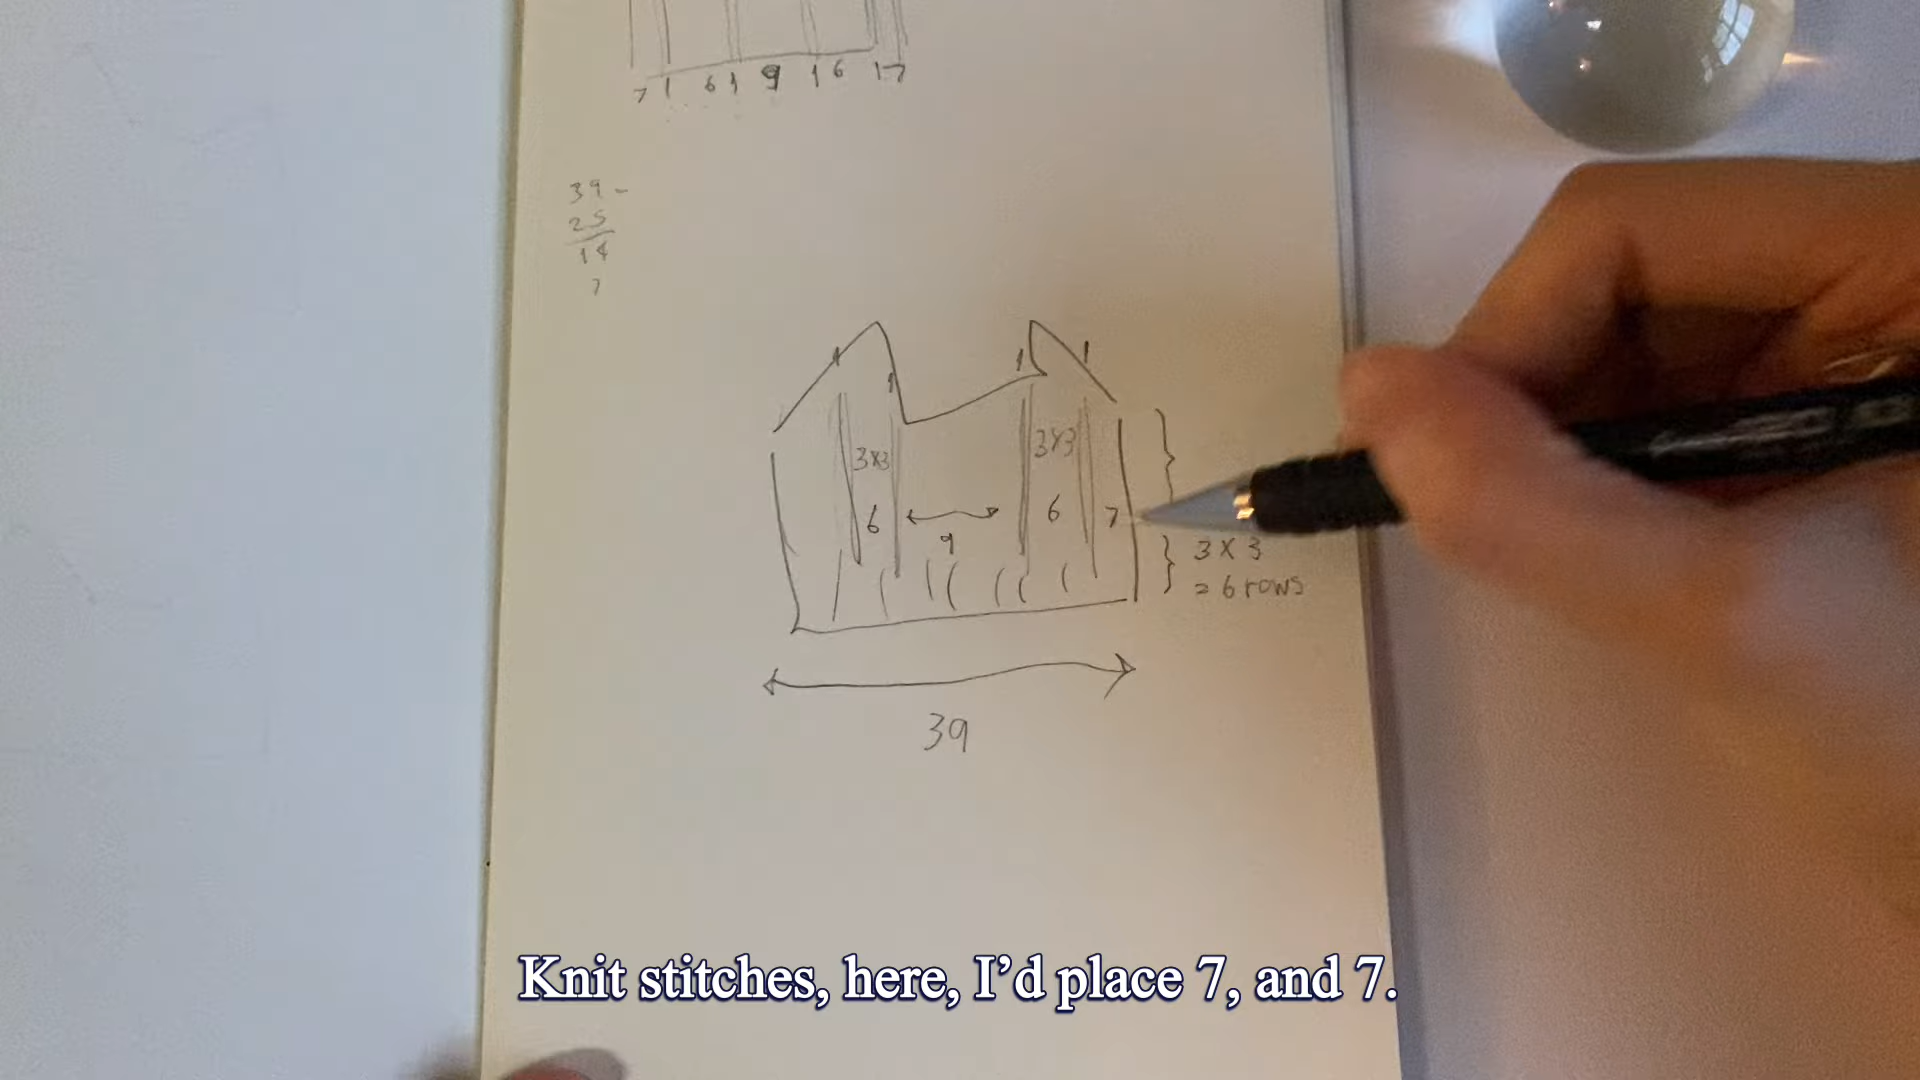 7 1 6 1 9 1 6 1 7
39 -
25
14
7
1 1 1 1
3x3 3x3
6 9 6 7
3 x 3
= 6 rows
39
Knit stitches, here, I’d place 7, and 7.